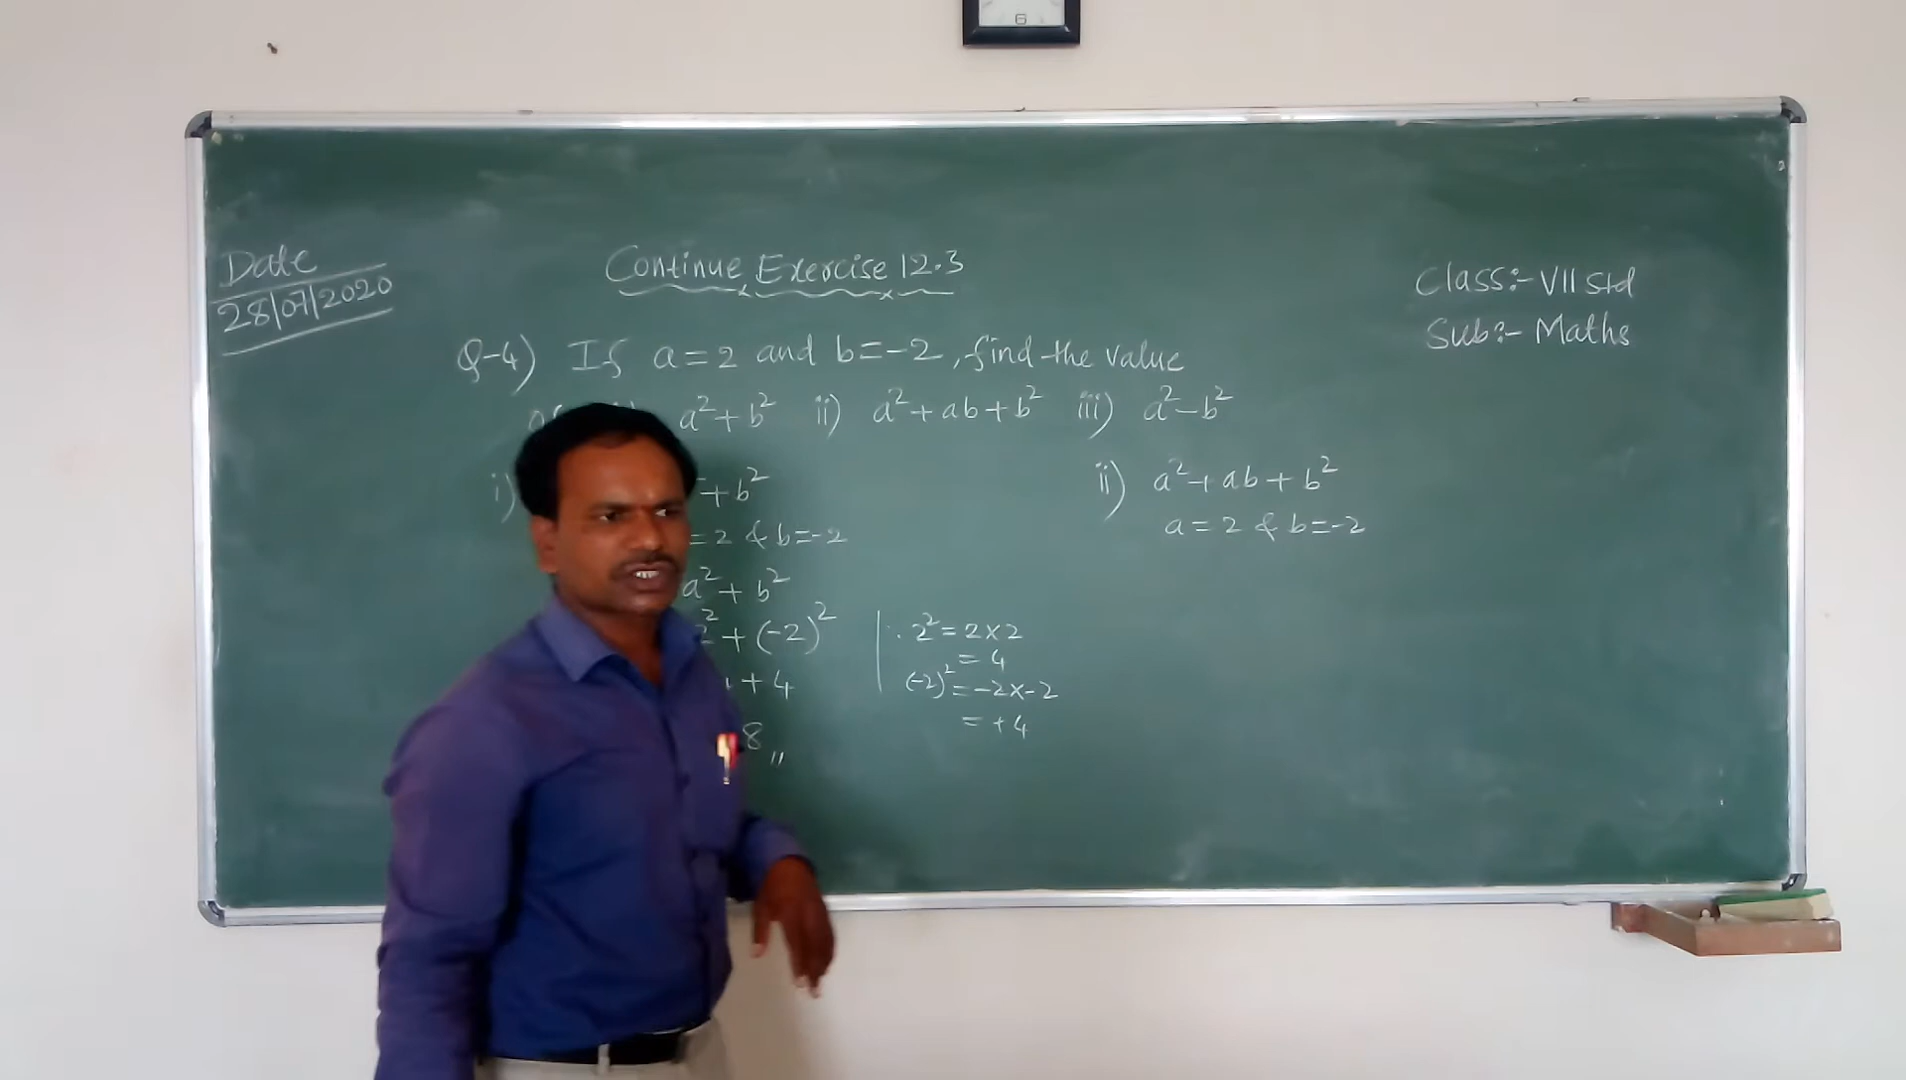 6
Date
28/07/2020
Continue Exercise 12.3
Class:- VII Std
Sub:- Maths
Q-4) If a = 2 and b = -2, find the value
a² + b² ii) a² + ab + b² iii) a² - b²
i) + b²
= 2 & b = -2
a² + b²
² + (-2)²
+ 4
8 〃
2² = 2 × 2
= 4
(-2)² = -2 × -2
= + 4
ii) a² + ab + b²
a = 2 & b = -2